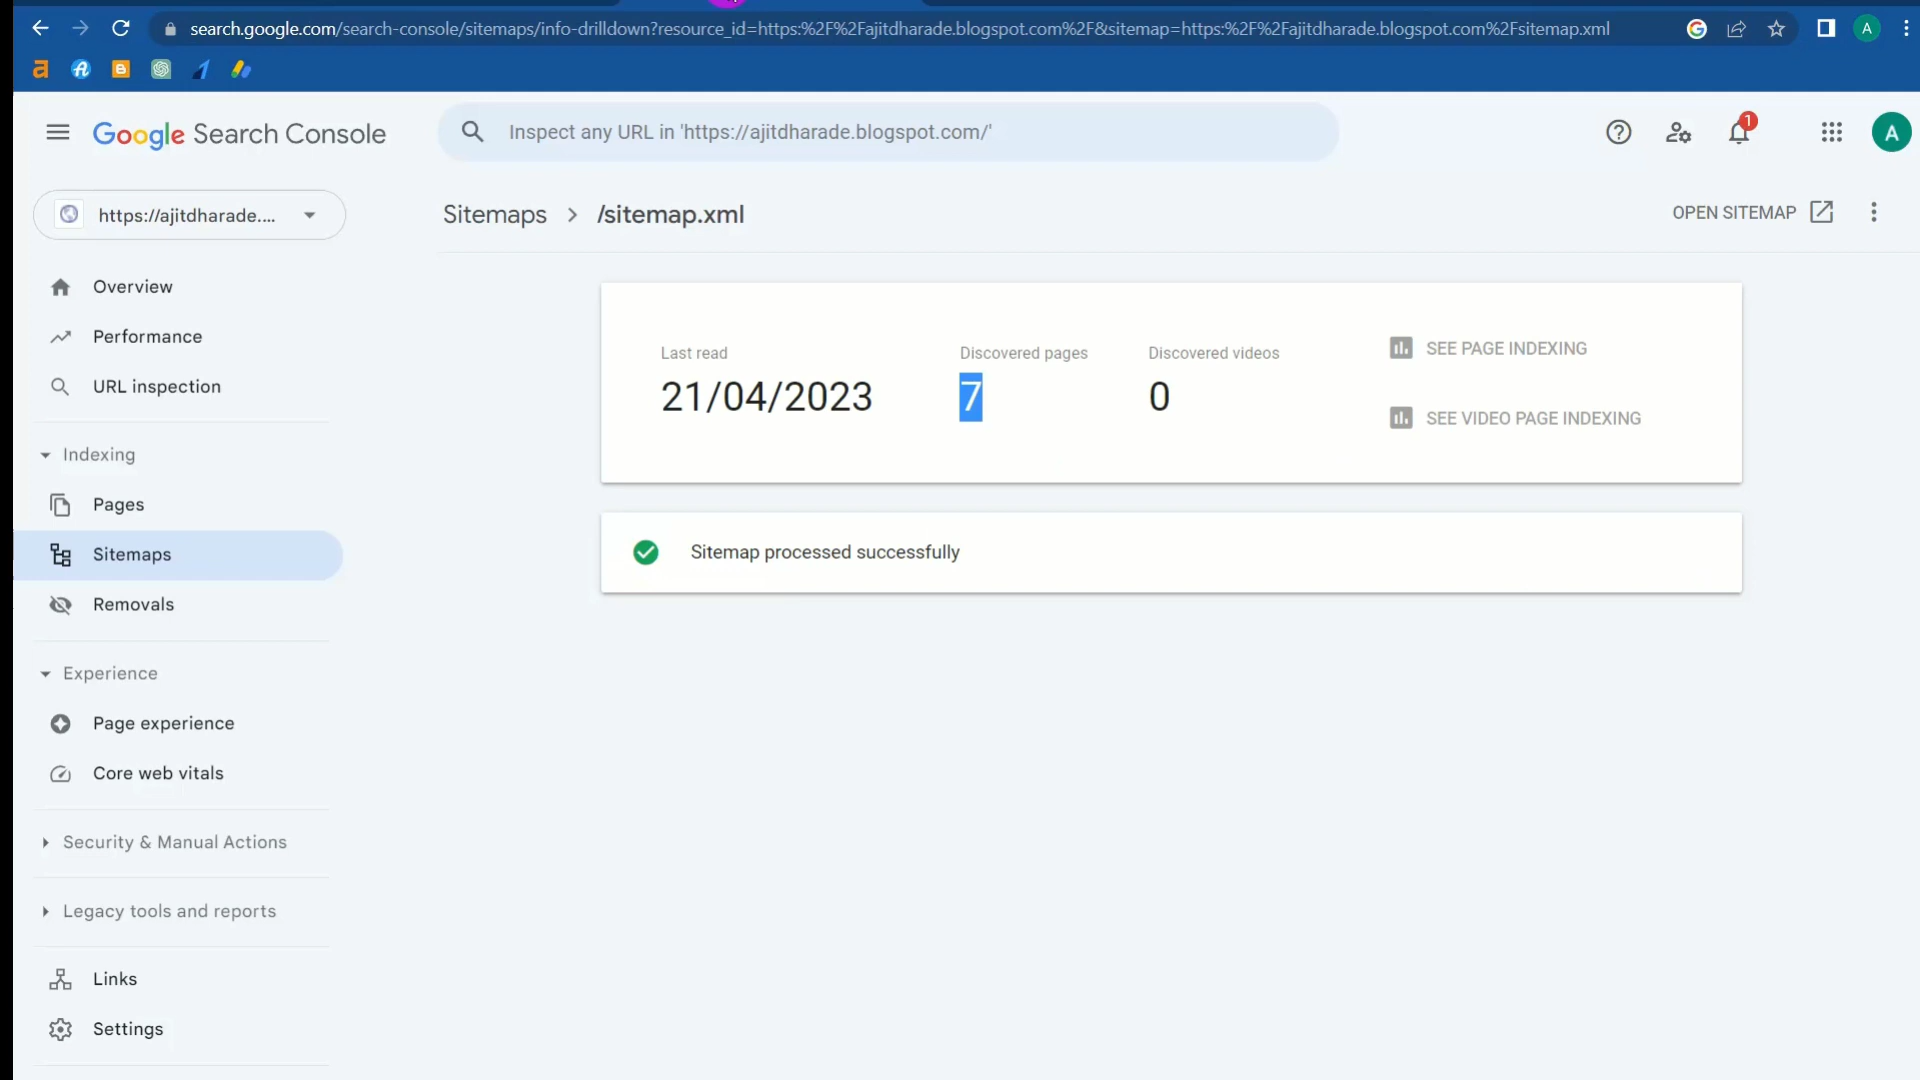 search.google.com/search-console/sitemaps/info-drilldown?resource_id=https:%2F%2Fajitdharade.blogspot.com%2F&sitemap=https:%2F%2Fajitdharade.blogspot.com%2Fsitemap.xml
A
Google Search Console
Inspect any URL in 'https://ajitdharade.blogspot.com/'
1
A
https://ajitdharade....
Sitemaps > /sitemap.xml
OPEN SITEMAP
Overview
Performance
URL inspection
Indexing
Pages
Sitemaps
Removals
Experience
Page experience
Core web vitals
Security & Manual Actions
Legacy tools and reports
Links
Settings
Last read
21/04/2023
Discovered pages
7
Discovered videos
0
SEE PAGE INDEXING
SEE VIDEO PAGE INDEXING
Sitemap processed successfully